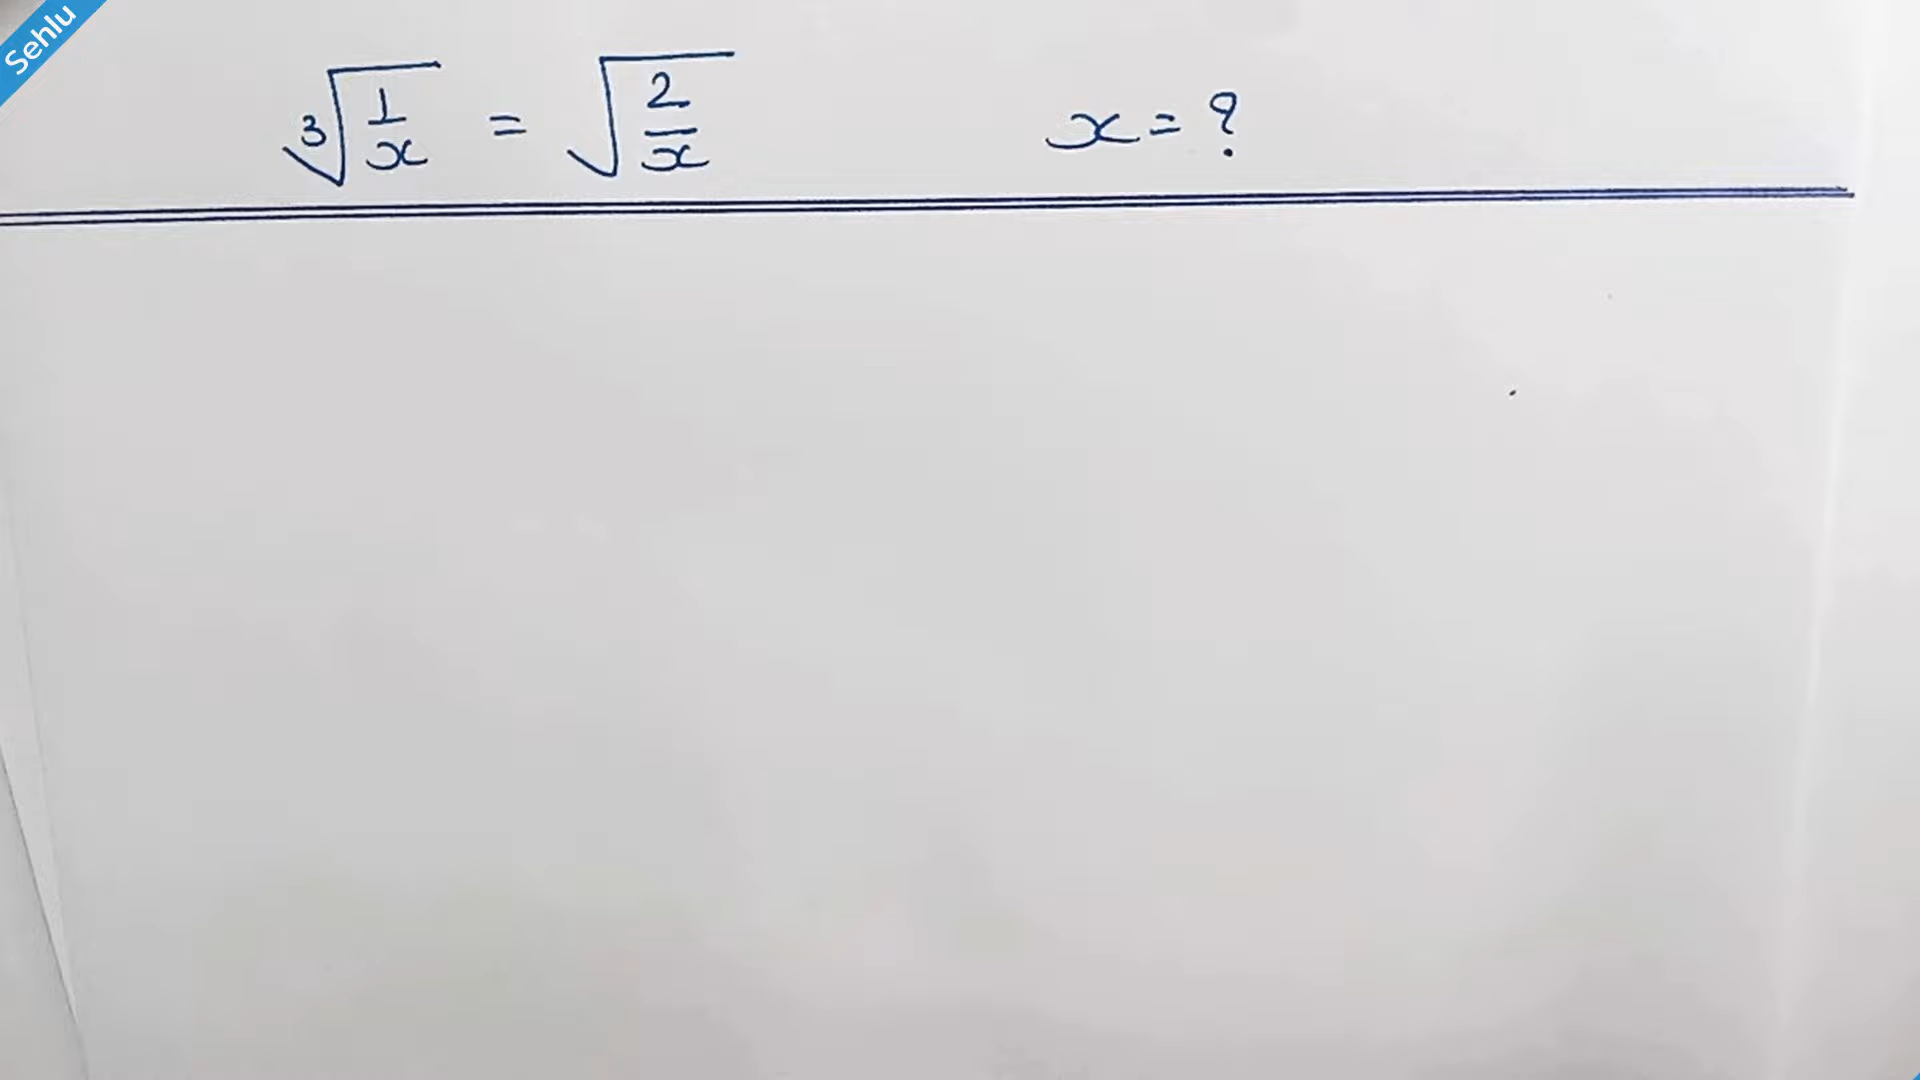 Sehlu
∛(1/x) = √(2/x) x = ?